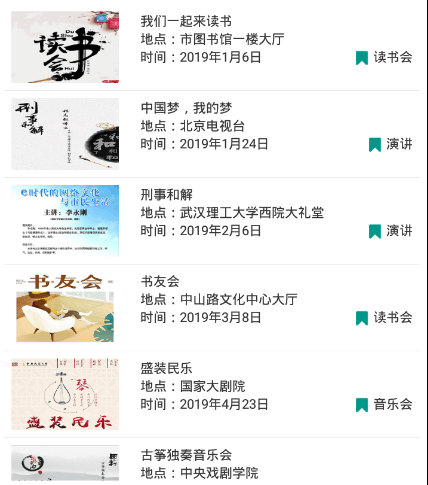 读书会
Du
Shu
Hui
我们一起来读书
地点：市图书馆一楼大厅
时间：2019年1月6日
读书会
刑事和解
中国梦，我的梦
地点：北京电视台
时间：2019年1月24日
演讲
e时代的网络文化
与市民生活
主讲：李永刚
刑事和解
地点：武汉理工大学西院大礼堂
时间：2019年2月6日
演讲
书·友·会
书友会
地点：中山路文化中心大厅
时间：2019年3月8日
读书会
琴
盛装民乐
盛装民乐
地点：国家大剧院
时间：2019年4月23日
音乐会
古筝独奏音乐会
地点：中央戏剧学院